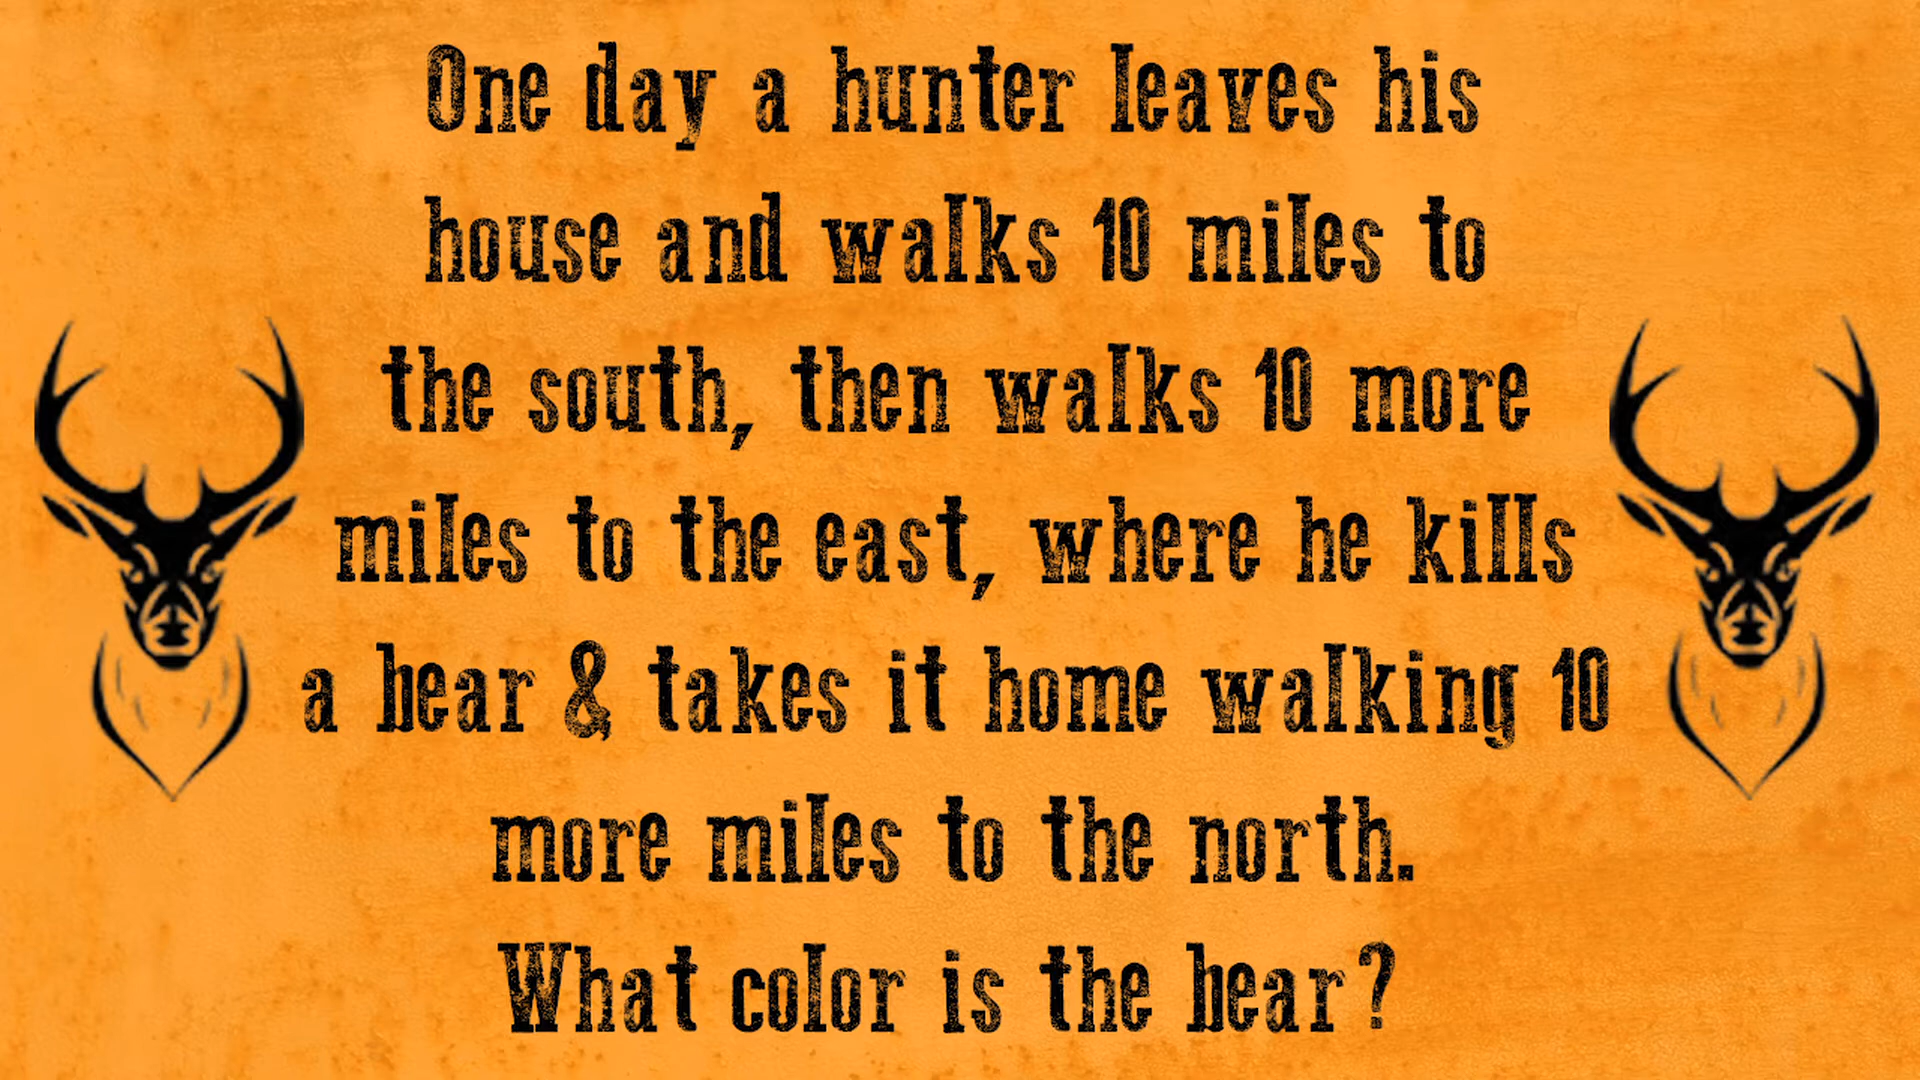 One day a hunter leaves his
house and walks 10 miles to
the south, then walks 10 more
miles to the east, where he kills
a bear & takes it home walking 10
more miles to the north.
What color is the bear?